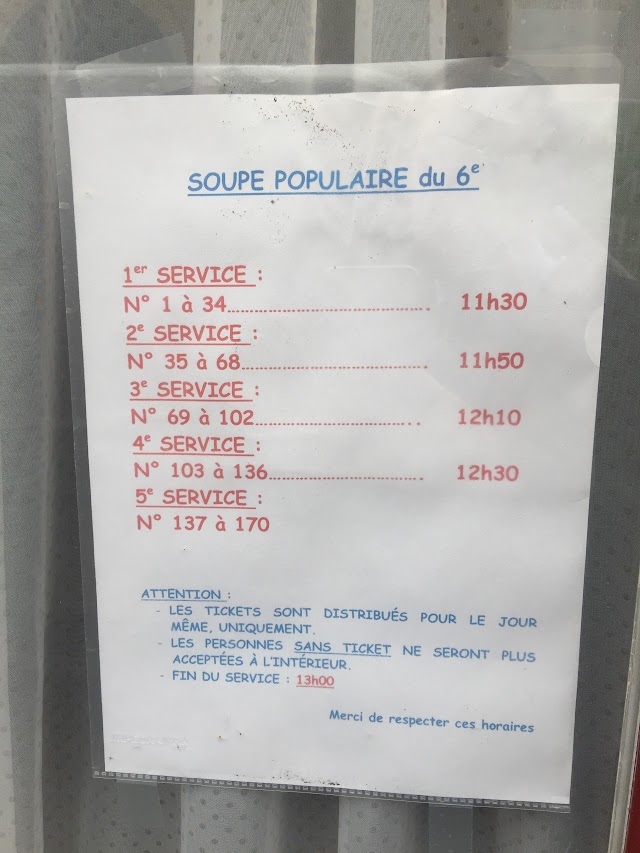 SOUPE POPULAIRE du 6e
1er SERVICE :
N° 1 à 34.................................................. 11h30
2e SERVICE :
N° 35 à 68............................................... 11h50
3e SERVICE :
N° 69 à 102............................................. 12h10
4e SERVICE :
N° 103 à 136........................................... 12h30
5e SERVICE :
N° 137 à 170
ATTENTION :
- LES TICKETS SONT DISTRIBUÉS POUR LE JOUR
MÊME, UNIQUEMENT.
- LES PERSONNES SANS TICKET NE SERONT PLUS
ACCEPTÉES À L'INTÉRIEUR.
- FIN DU SERVICE : 13h00
Merci de respecter ces horaires